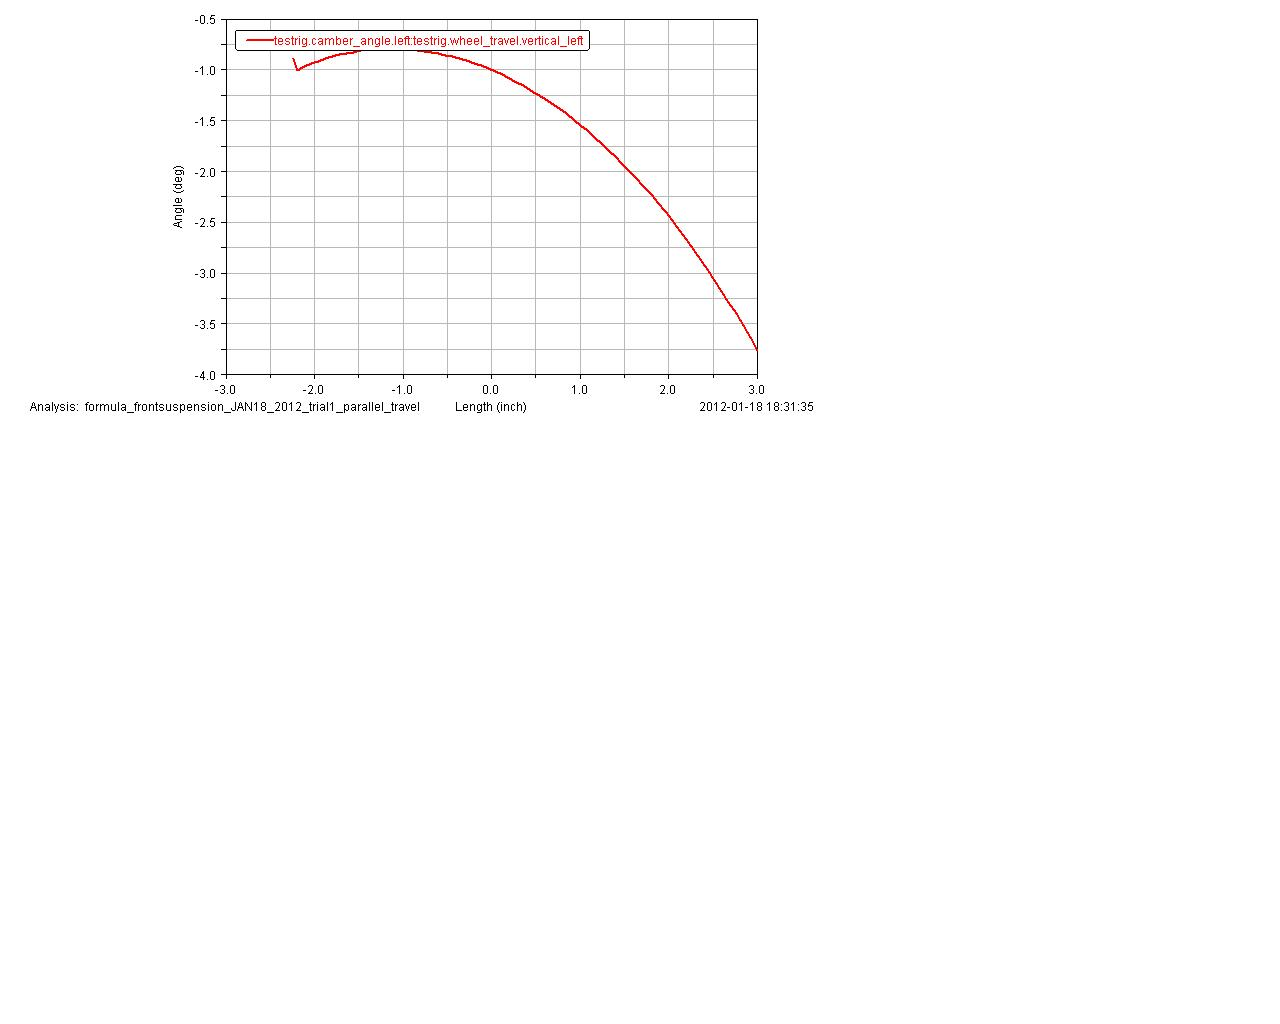 -0.5
testrig.camber_angle.left:testrig.wheel_travel.vertical_left
-1.0
-1.5
-2.0
Angle (deg)
-2.5
-3.0
-3.5
-4.0
-3.0 -2.0 -1.0 0.0 1.0 2.0 3.0
Analysis: formula_frontsuspension_JAN18_2012_trial1_parallel_travel Length (inch) 2012-01-18 18:31:35